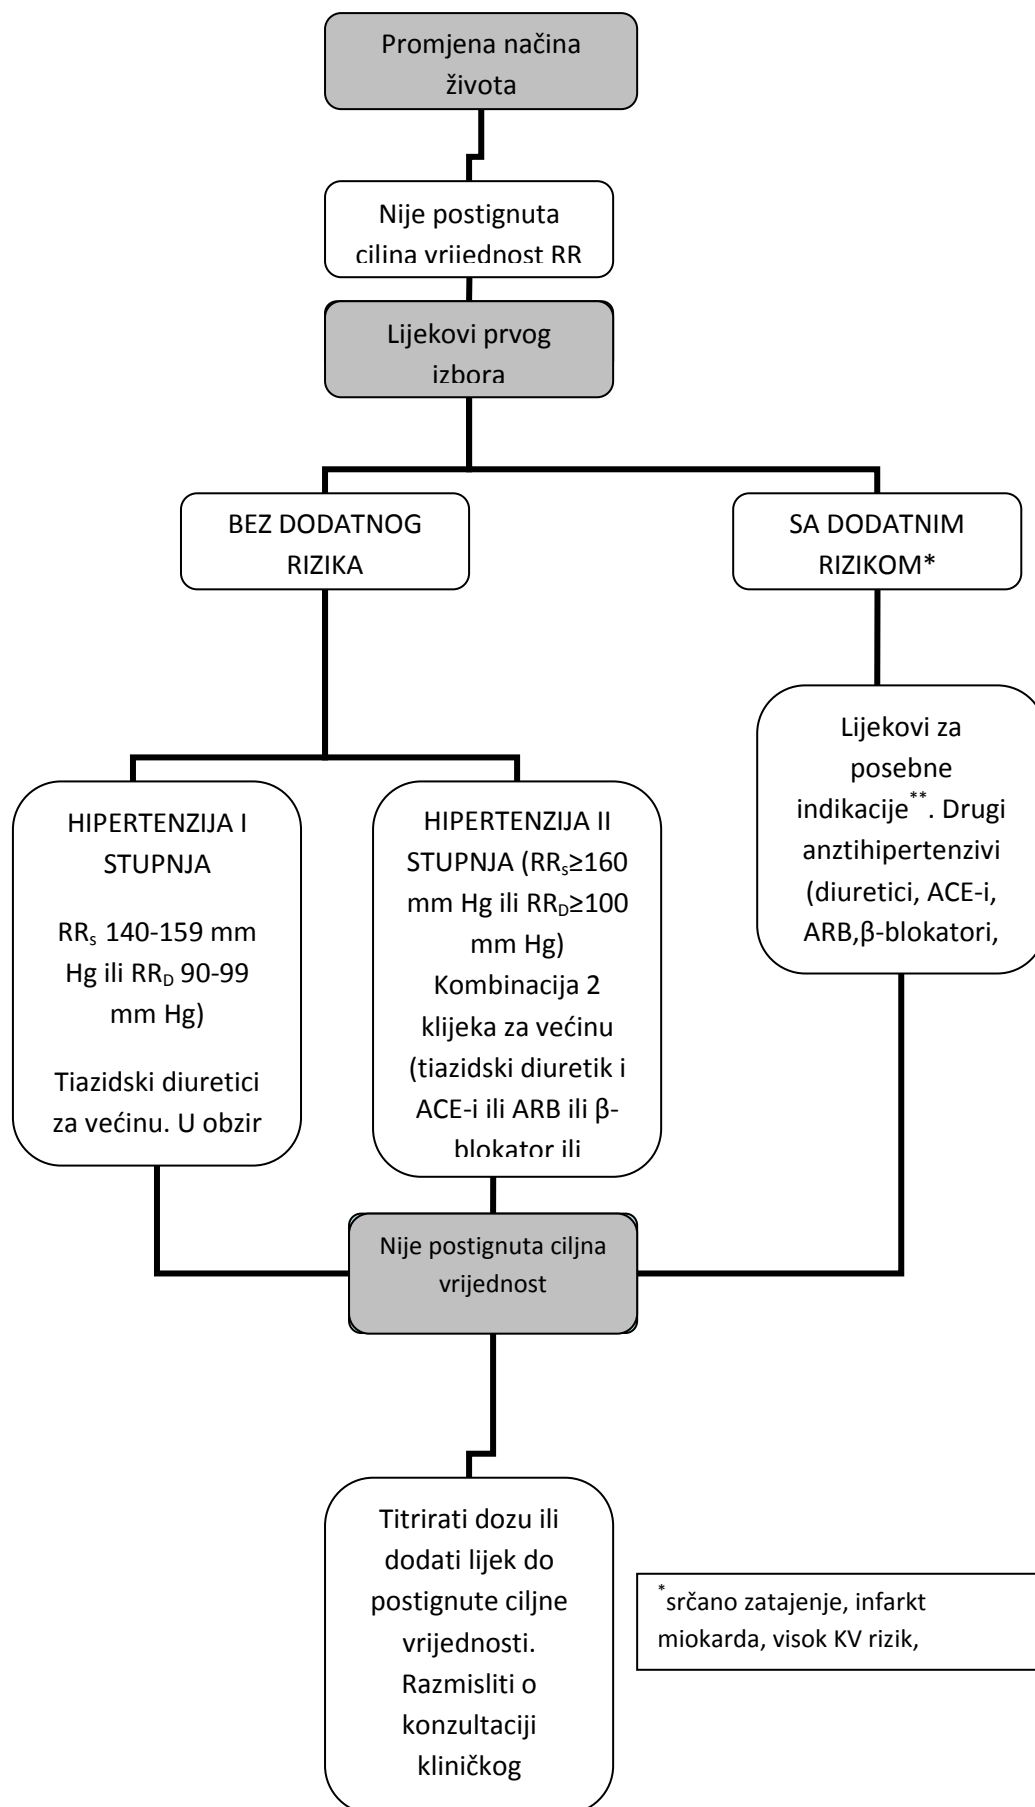 Promjena načina
života
Nije postignuta
ciljna vrijednost RR
Lijekovi prvog
izbora
BEZ DODATNOG
RIZIKA
SA DODATNIM
RIZIKOM*
HIPERTENZIJA I
STUPNJA
RRs 140-159 mm
Hg ili RRD 90-99
mm Hg)
Tiazidski diuretici
za većinu. U obzir
HIPERTENZIJA II
STUPNJA (RRs≥160
mm Hg ili RRD≥100
mm Hg)
Kombinacija 2
klijeka za većinu
(tiazidski diuretik i
ACE-i ili ARB ili β-
blokator ili
Lijekovi za
posebne
indikacije**. Drugi
anztihipertenzivi
(diuretici, ACE-i,
ARB,β-blokatori,
Nije postignuta ciljna
vrijednost
Titrirati dozu ili
dodati lijek do
postignute ciljne
vrijednosti.
Razmisliti o
konzultaciji
kliničkog
*srčano zatajenje, infarkt
miokarda, visok KV rizik,